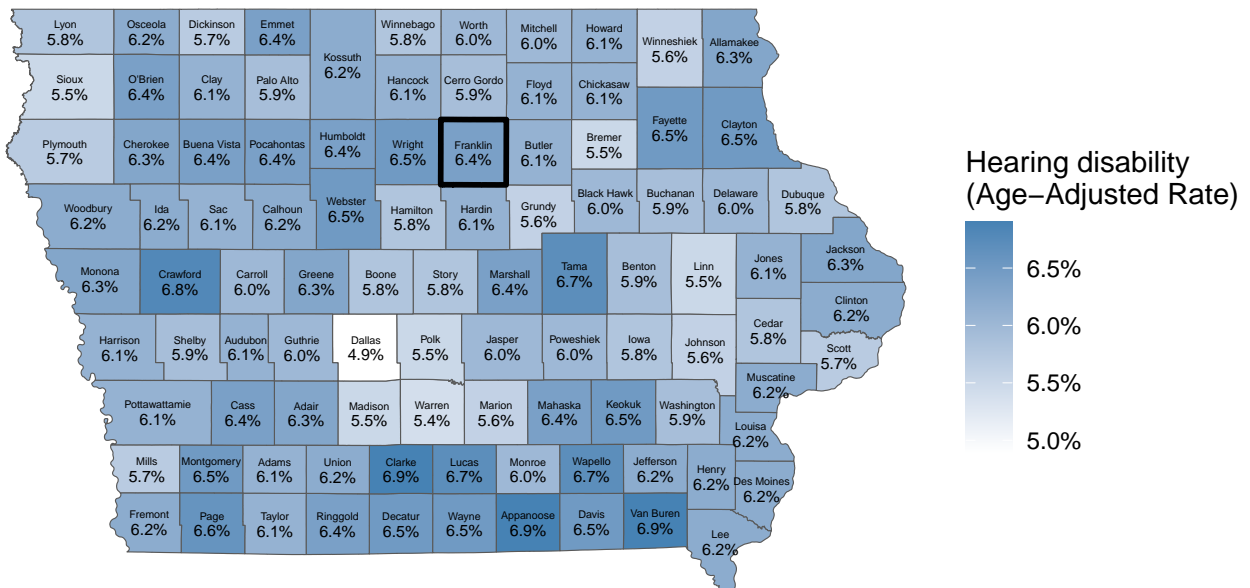 Lyon
5.8%
Osceola
6.2%
Dickinson
5.7%
Emmet
6.4%
Kossuth
6.2%
Winnebago
5.8%
Worth
6.0%
Mitchell
6.0%
Howard
6.1%
Winneshiek
5.6%
Allamakee
6.3%
Sioux
5.5%
O'Brien
6.4%
Clay
6.1%
Palo Alto
5.9%
Hancock
6.1%
Cerro Gordo
5.9%
Floyd
6.1%
Chickasaw
6.1%
Fayette
6.5%
Clayton
6.5%
Plymouth
5.7%
Cherokee
6.3%
Buena Vista
6.4%
Pocahontas
6.4%
Humboldt
6.4%
Wright
6.5%
Franklin
6.4%
Butler
6.1%
Bremer
5.5%
Woodbury
6.2%
Ida
6.2%
Sac
6.1%
Calhoun
6.2%
Webster
6.5%
Hamilton
5.8%
Hardin
6.1%
Grundy
5.6%
Black Hawk
6.0%
Buchanan
5.9%
Delaware
6.0%
Dubuque
5.8%
Monona
6.3%
Crawford
6.8%
Carroll
6.0%
Greene
6.3%
Boone
5.8%
Story
5.8%
Marshall
6.4%
Tama
6.7%
Benton
5.9%
Linn
5.5%
Jones
6.1%
Jackson
6.3%
Clinton
6.2%
Harrison
6.1%
Shelby
5.9%
Audubon
6.1%
Guthrie
6.0%
Dallas
4.9%
Polk
5.5%
Jasper
6.0%
Poweshiek
6.0%
Iowa
5.8%
Johnson
5.6%
Cedar
5.8%
Scott
5.7%
Muscatine
6.2%
Pottawattamie
6.1%
Cass
6.4%
Adair
6.3%
Madison
5.5%
Warren
5.4%
Marion
5.6%
Mahaska
6.4%
Keokuk
6.5%
Washington
5.9%
Louisa
6.2%
Mills
5.7%
Montgomery
6.5%
Adams
6.1%
Union
6.2%
Clarke
6.9%
Lucas
6.7%
Monroe
6.0%
Wapello
6.7%
Jefferson
6.2%
Henry
6.2%
Des Moines
6.2%
Fremont
6.2%
Page
6.6%
Taylor
6.1%
Ringgold
6.4%
Decatur
6.5%
Wayne
6.5%
Appanoose
6.9%
Davis
6.5%
Van Buren
6.9%
Lee
6.2%
Hearing disability
(Age−Adjusted Rate)
6.5%
6.0%
5.5%
5.0%